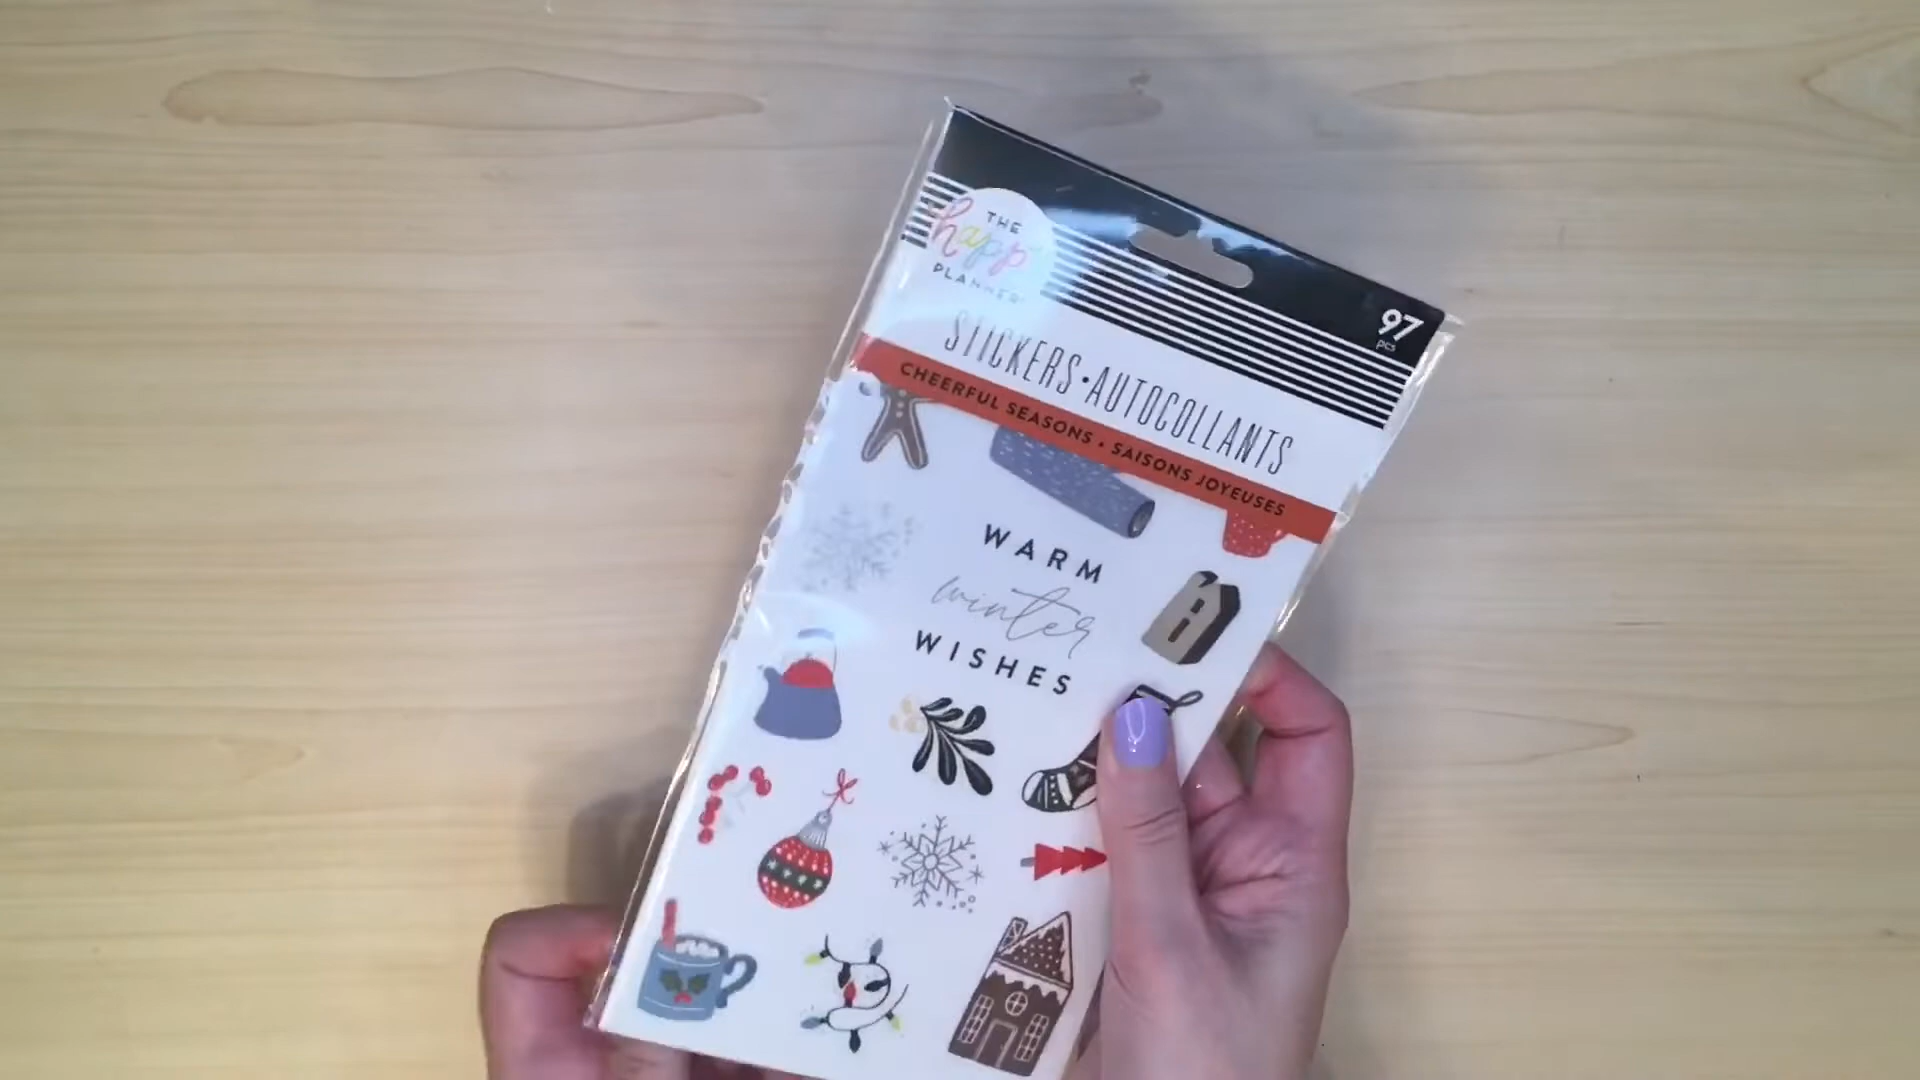 THE
happy
PLANNER
97
pcs
STICKERS • AUTOCOLLANTS
CHEERFUL SEASONS • SAISONS JOYEUSES
WARM
winter
WISHES